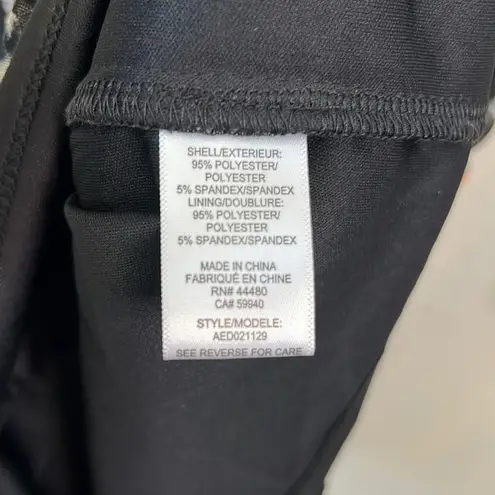 SHELL/EXTERIEUR:
95% POLYESTER/
POLYESTER
5% SPANDEX/SPANDEX
LINING/DOUBLURE:
95% POLYESTER/
POLYESTER
5% SPANDEX/SPANDEX
MADE IN CHINA
FABRIQUÉ EN CHINE
RN# 44480
CA# 59940
STYLE/MODELE:
AED021129
SEE REVERSE FOR CARE